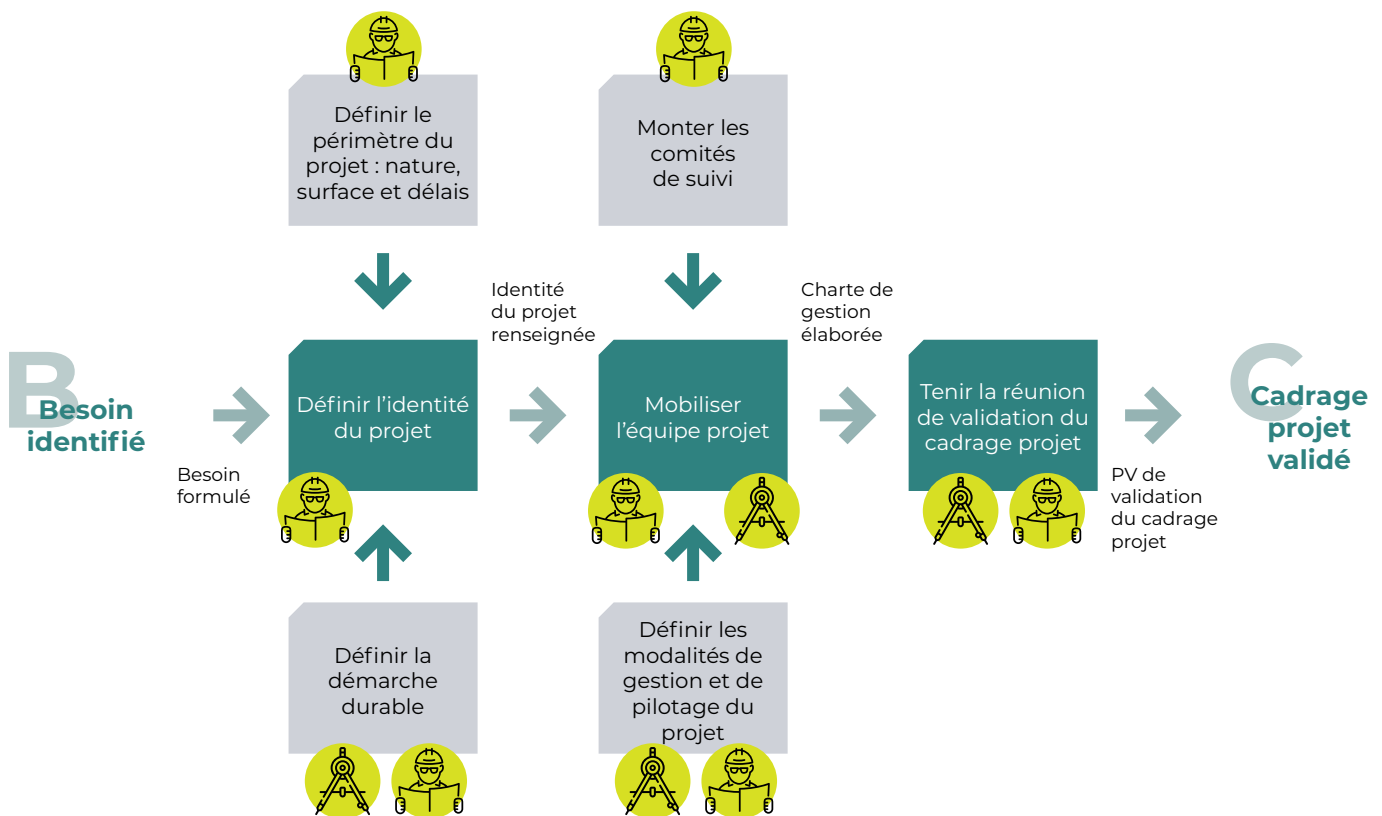 Définir le
périmètre du
projet : nature,
surface et délais
Monter les
comités
de suivi
Identité
du projet
renseignée
Charte de
gestion
élaborée
B
Besoin
identifié
Besoin
formulé
Définir l’identité
du projet
Mobiliser
l’équipe projet
Tenir la réunion
de validation du
cadrage projet
C
Cadrage
projet
validé
PV de
validation
du cadrage
projet
Définir la
démarche
durable
Définir les
modalités de
gestion et de
pilotage du
projet